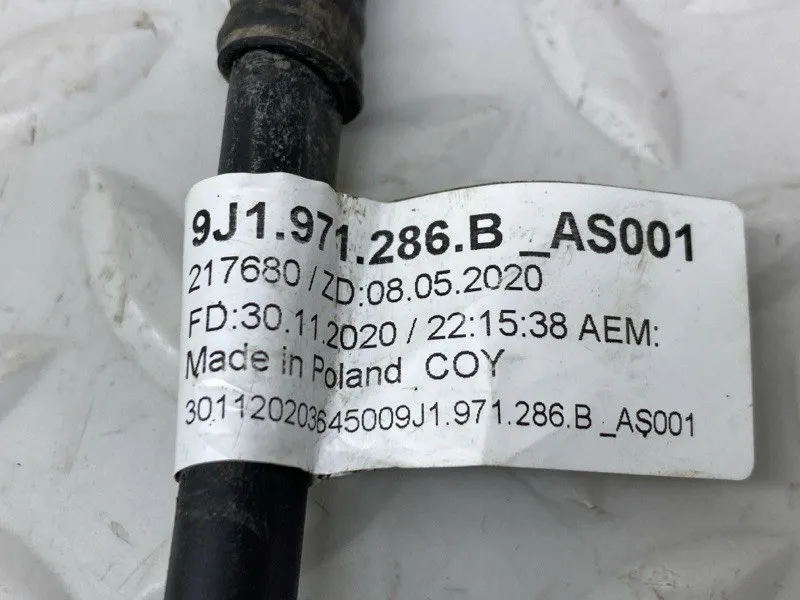 9J1.971.286.B _AS001
217680 / ZD:08.05.2020
FD:30.11.2020 / 22:15:38 AEM:
Made in Poland COY
301120203645009J1.971.286.B _AS001